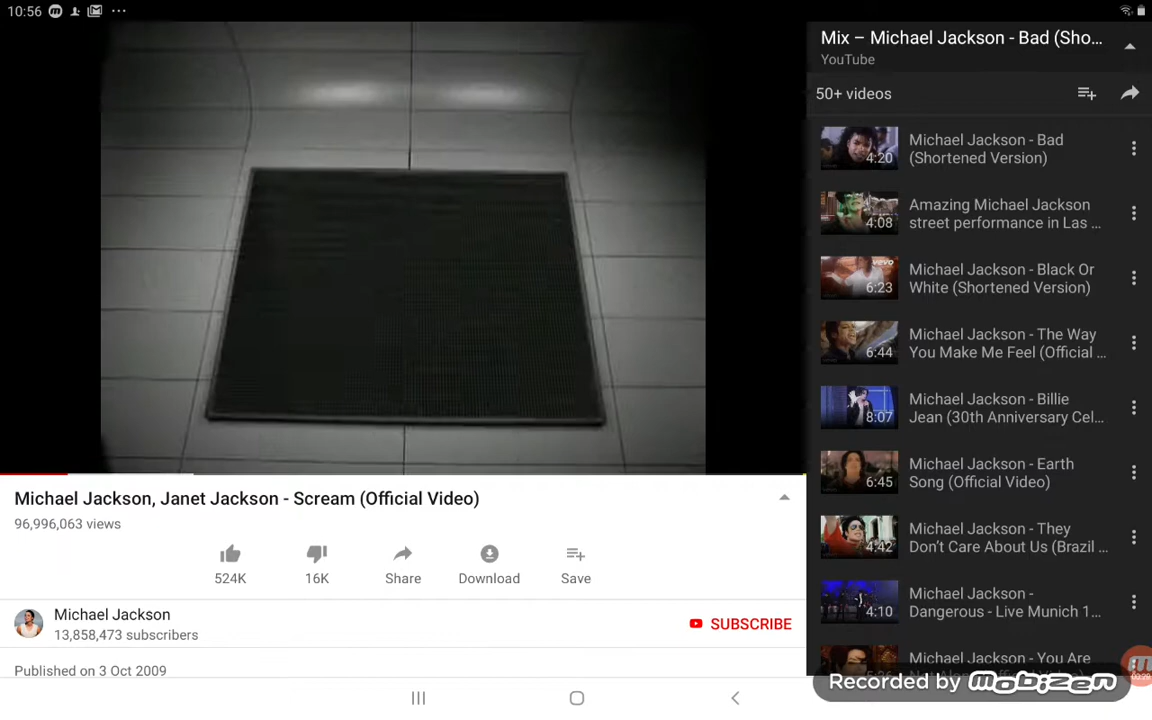 10:56
Mix – Michael Jackson - Bad (Sho...
YouTube
50+ videos
4:20
Michael Jackson - Bad
(Shortened Version)
4:08
Amazing Michael Jackson
street performance in Las ...
vevo
6:23
Michael Jackson - Black Or
White (Shortened Version)
6:44
Michael Jackson - The Way
You Make Me Feel (Official ...
8:07
Michael Jackson - Billie
Jean (30th Anniversary Cel...
6:45
Michael Jackson - Earth
Song (Official Video)
4:42
Michael Jackson - They
Don't Care About Us (Brazil ...
4:10
Michael Jackson -
Dangerous - Live Munich 1...
Michael Jackson - You Are
Michael Jackson, Janet Jackson - Scream (Official Video)
96,996,063 views
524K
16K
Share
Download
Save
Michael Jackson
13,858,473 subscribers
SUBSCRIBE
Published on 3 Oct 2009
Recorded by mobizen